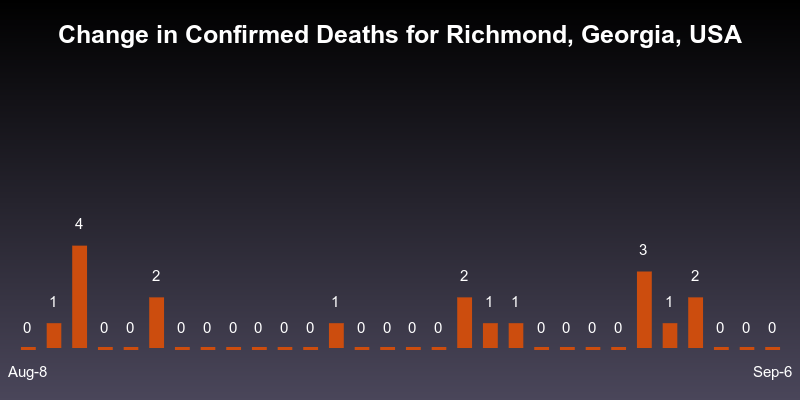 Change in Confirmed Deaths for Richmond, Georgia, USA
0 1 4 0 0 2 0 0 0 0 0 0 1 0 0 0 0 2 1 1 0 0 0 0 3 1 2 0 0 0
Aug-8 Sep-6